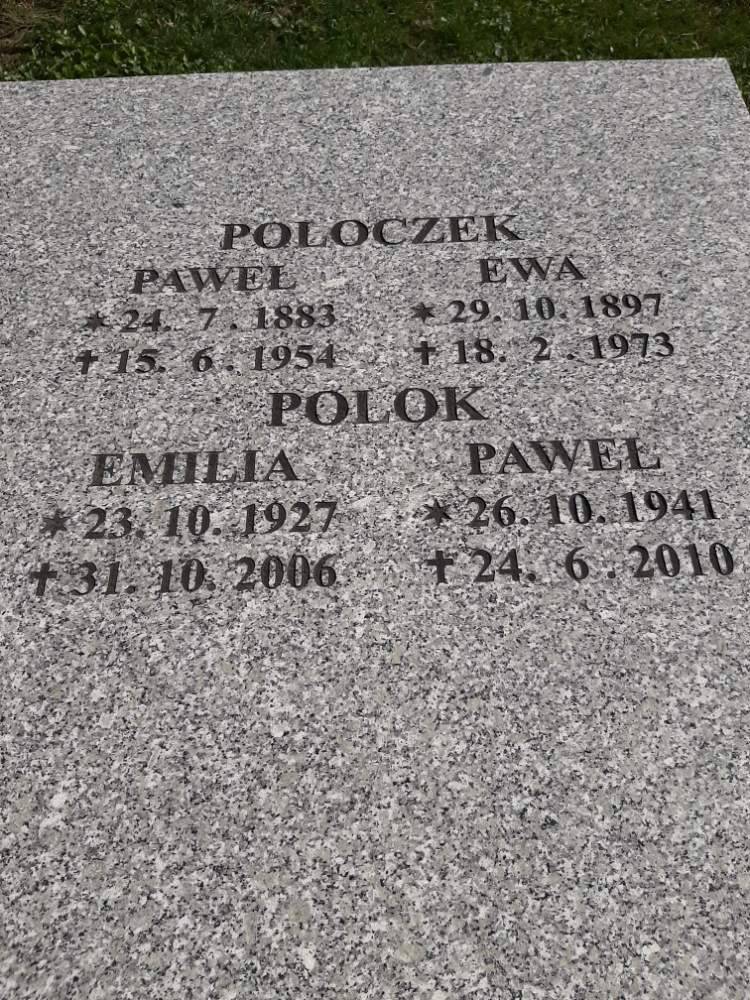 POLOCZEK
PAWEŁ EWA
✶ 24. 7. 1883 ✶ 29. 10. 1897
✝ 15. 6. 1954 ✝ 18. 2. 1973
POLOK
EMILIA PAWEŁ
✶ 23. 10. 1927 ✶ 26. 10. 1941
✝ 31. 10. 2006 ✝ 24. 6. 2010